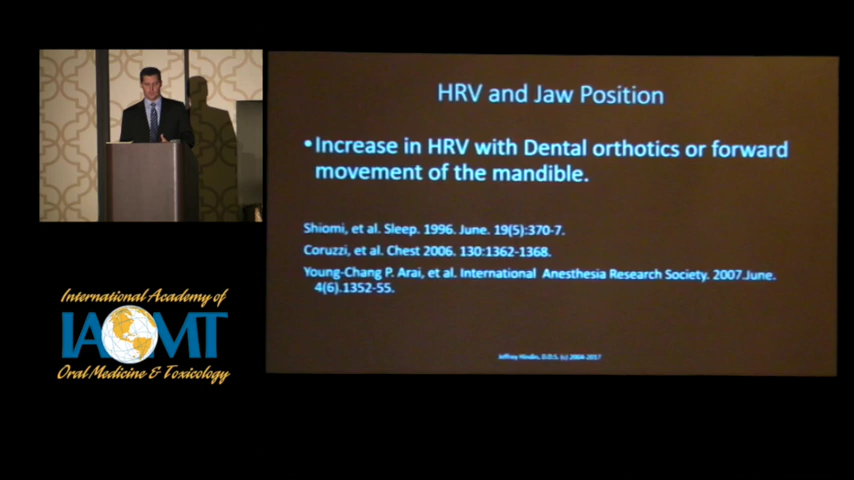 HRV and Jaw Position
•Increase in HRV with Dental orthotics or forward
movement of the mandible.
Shiomi, et al. Sleep. 1996. June. 19(5):370-7.
Coruzzi, et al. Chest 2006. 130:1362-1368.
Young-Chang P. Arai, et al. International Anesthesia Research Society. 2007.June.
4(6).1352-55.
Jeffrey Hindin, D.D.S. (c) 2004-2017
International Academy of
IAOMT
Oral Medicine & Toxicology